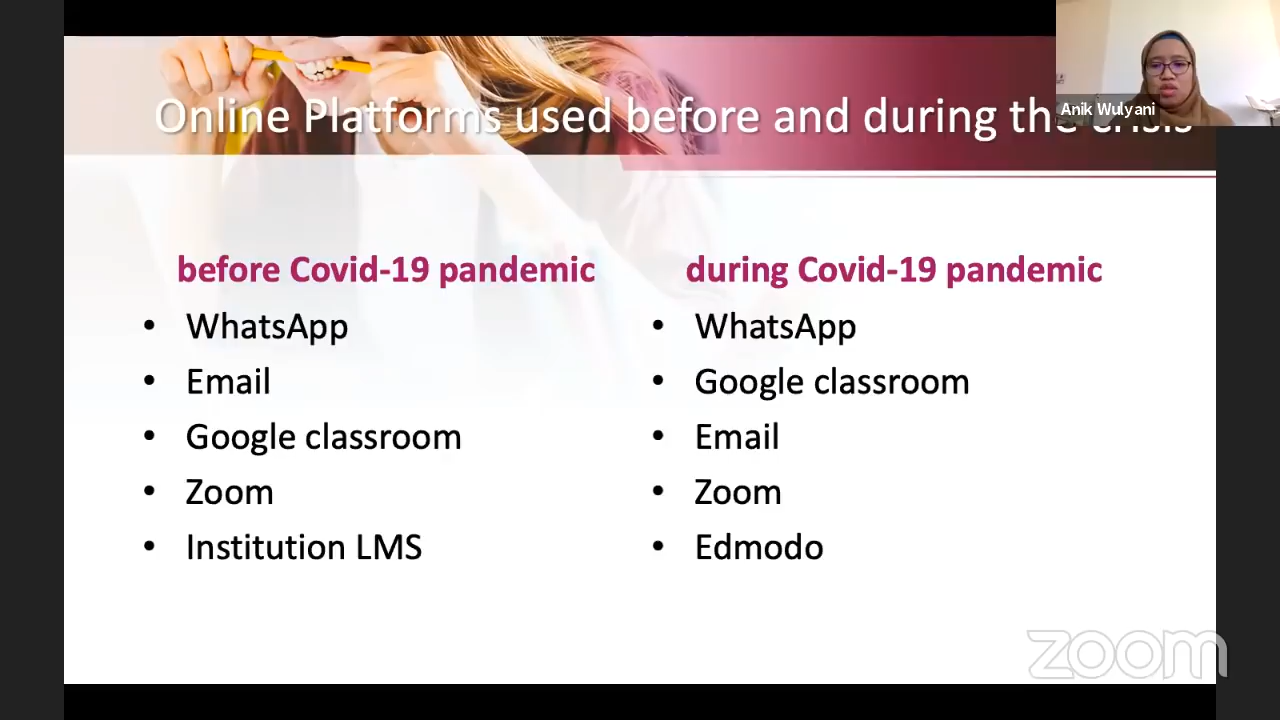 Online Platforms used before and during the crisis
Anik Wulyani
before Covid-19 pandemic
• WhatsApp
• Email
• Google classroom
• Zoom
• Institution LMS
during Covid-19 pandemic
• WhatsApp
• Google classroom
• Email
• Zoom
• Edmodo
zoom